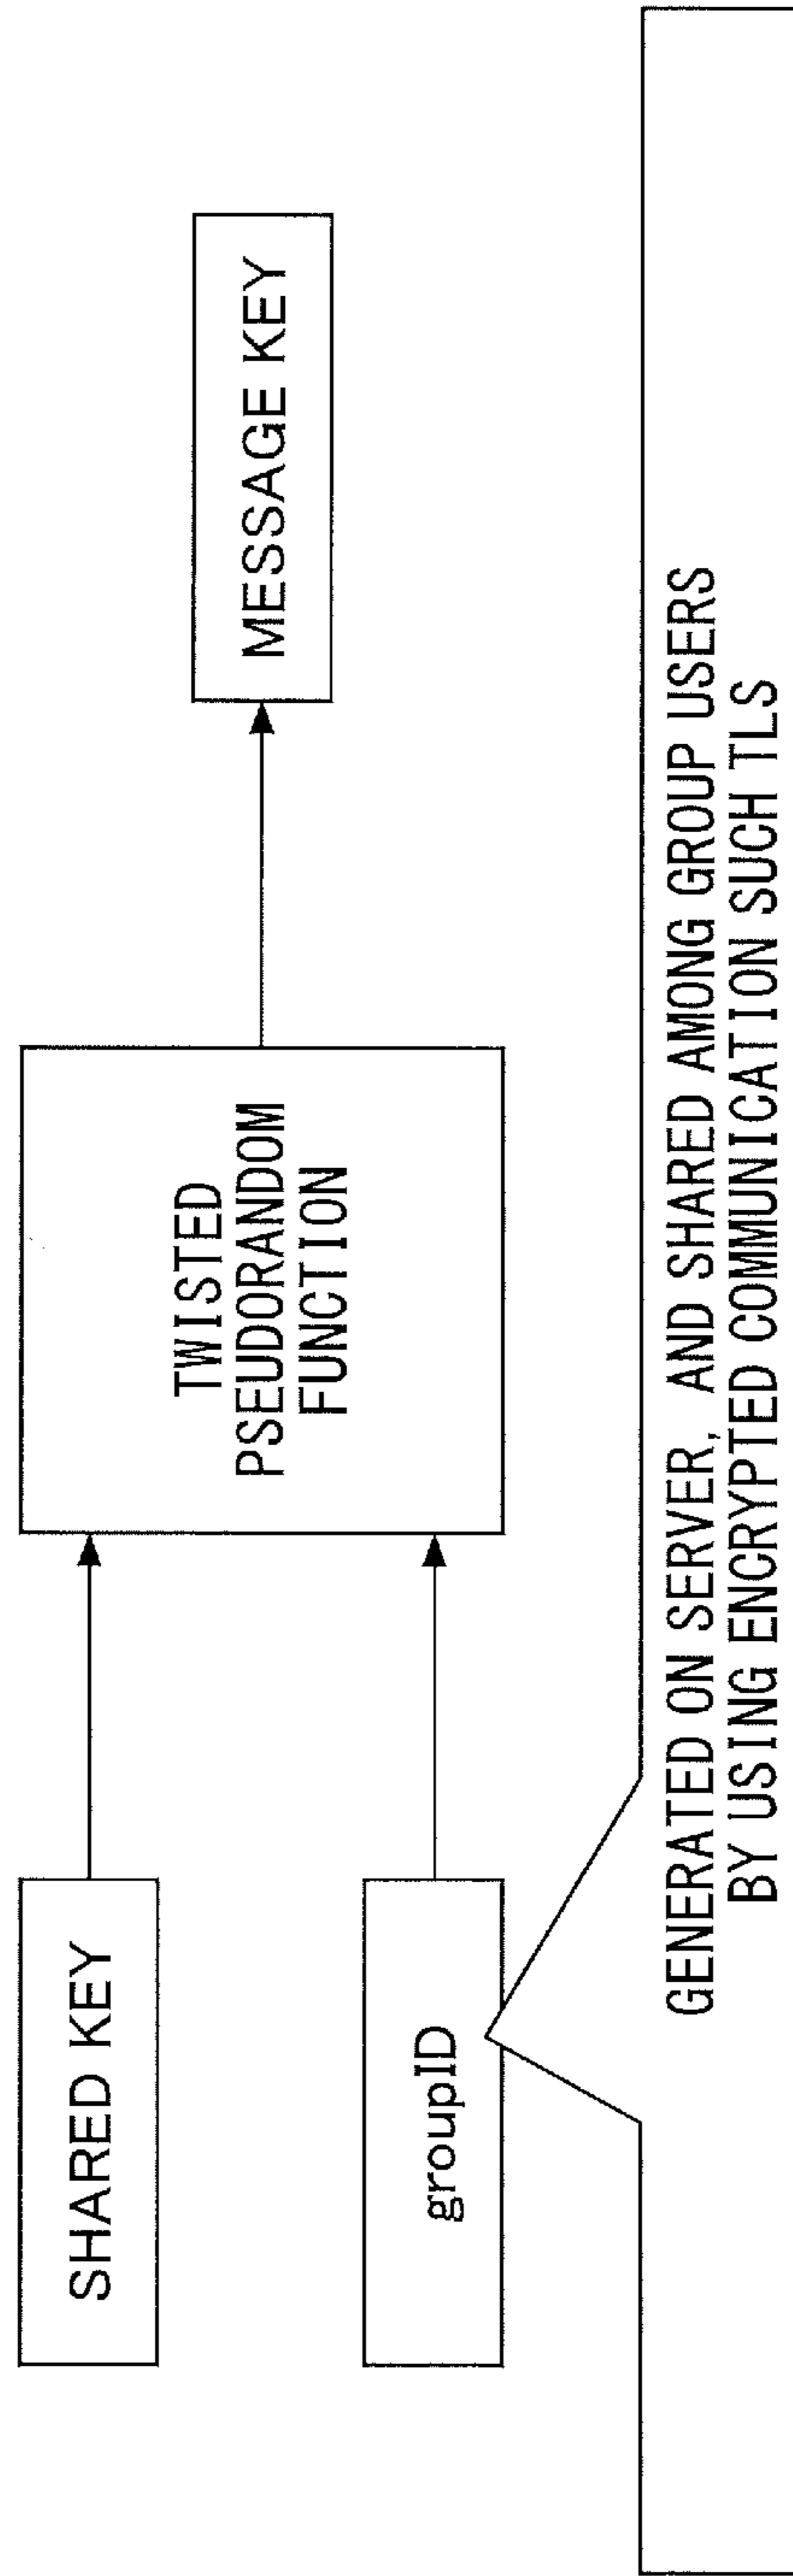 SHARED KEY
groupID
TWISTED
PSEUDORANDOM
FUNCTION
MESSAGE KEY
GENERATED ON SERVER, AND SHARED AMONG GROUP USERS
BY USING ENCRYPTED COMMUNICATION SUCH TLS